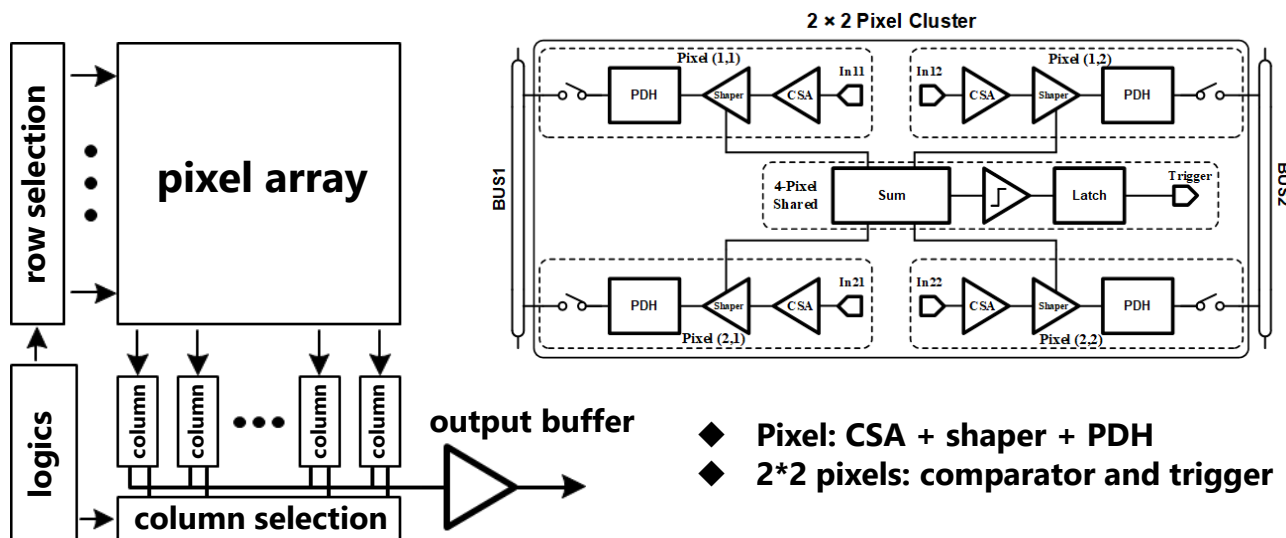 2 × 2 Pixel Cluster
row selection
pixel array
logics
column
column
column
column
column selection
output buffer
BUS1
Pixel (1,1)
PDH
Shaper
CSA
In11
In12
CSA
Shaper
Pixel (1,2)
PDH
4-Pixel
Shared
Sum
Latch
Trigger
BUS2
PDH
Shaper
CSA
In21
Pixel (2,1)
In22
CSA
Shaper
PDH
Pixel (2,2)
◆ Pixel: CSA + shaper + PDH
◆ 2*2 pixels: comparator and trigger